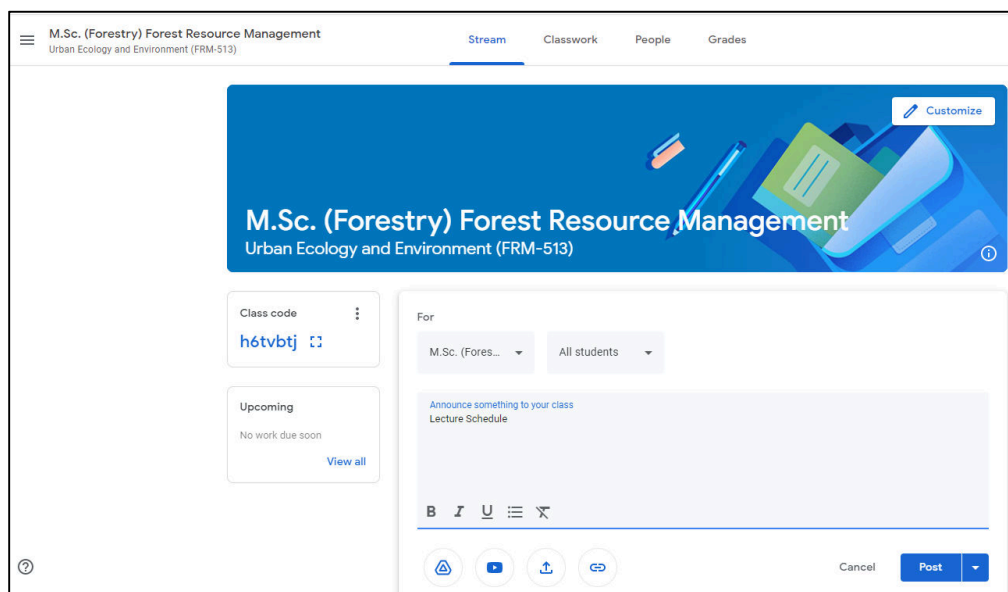 M.Sc. (Forestry) Forest Resource Management
Urban Ecology and Environment (FRM-513)
Stream Classwork People Grades
Customize
M.Sc. (Forestry) Forest Resource Management
Urban Ecology and Environment (FRM-513)
Class code
h6tvbtj
Upcoming
No work due soon
View all
For
M.Sc. (Fores... All students
Announce something to your class
Lecture Schedule
B I U
Cancel Post